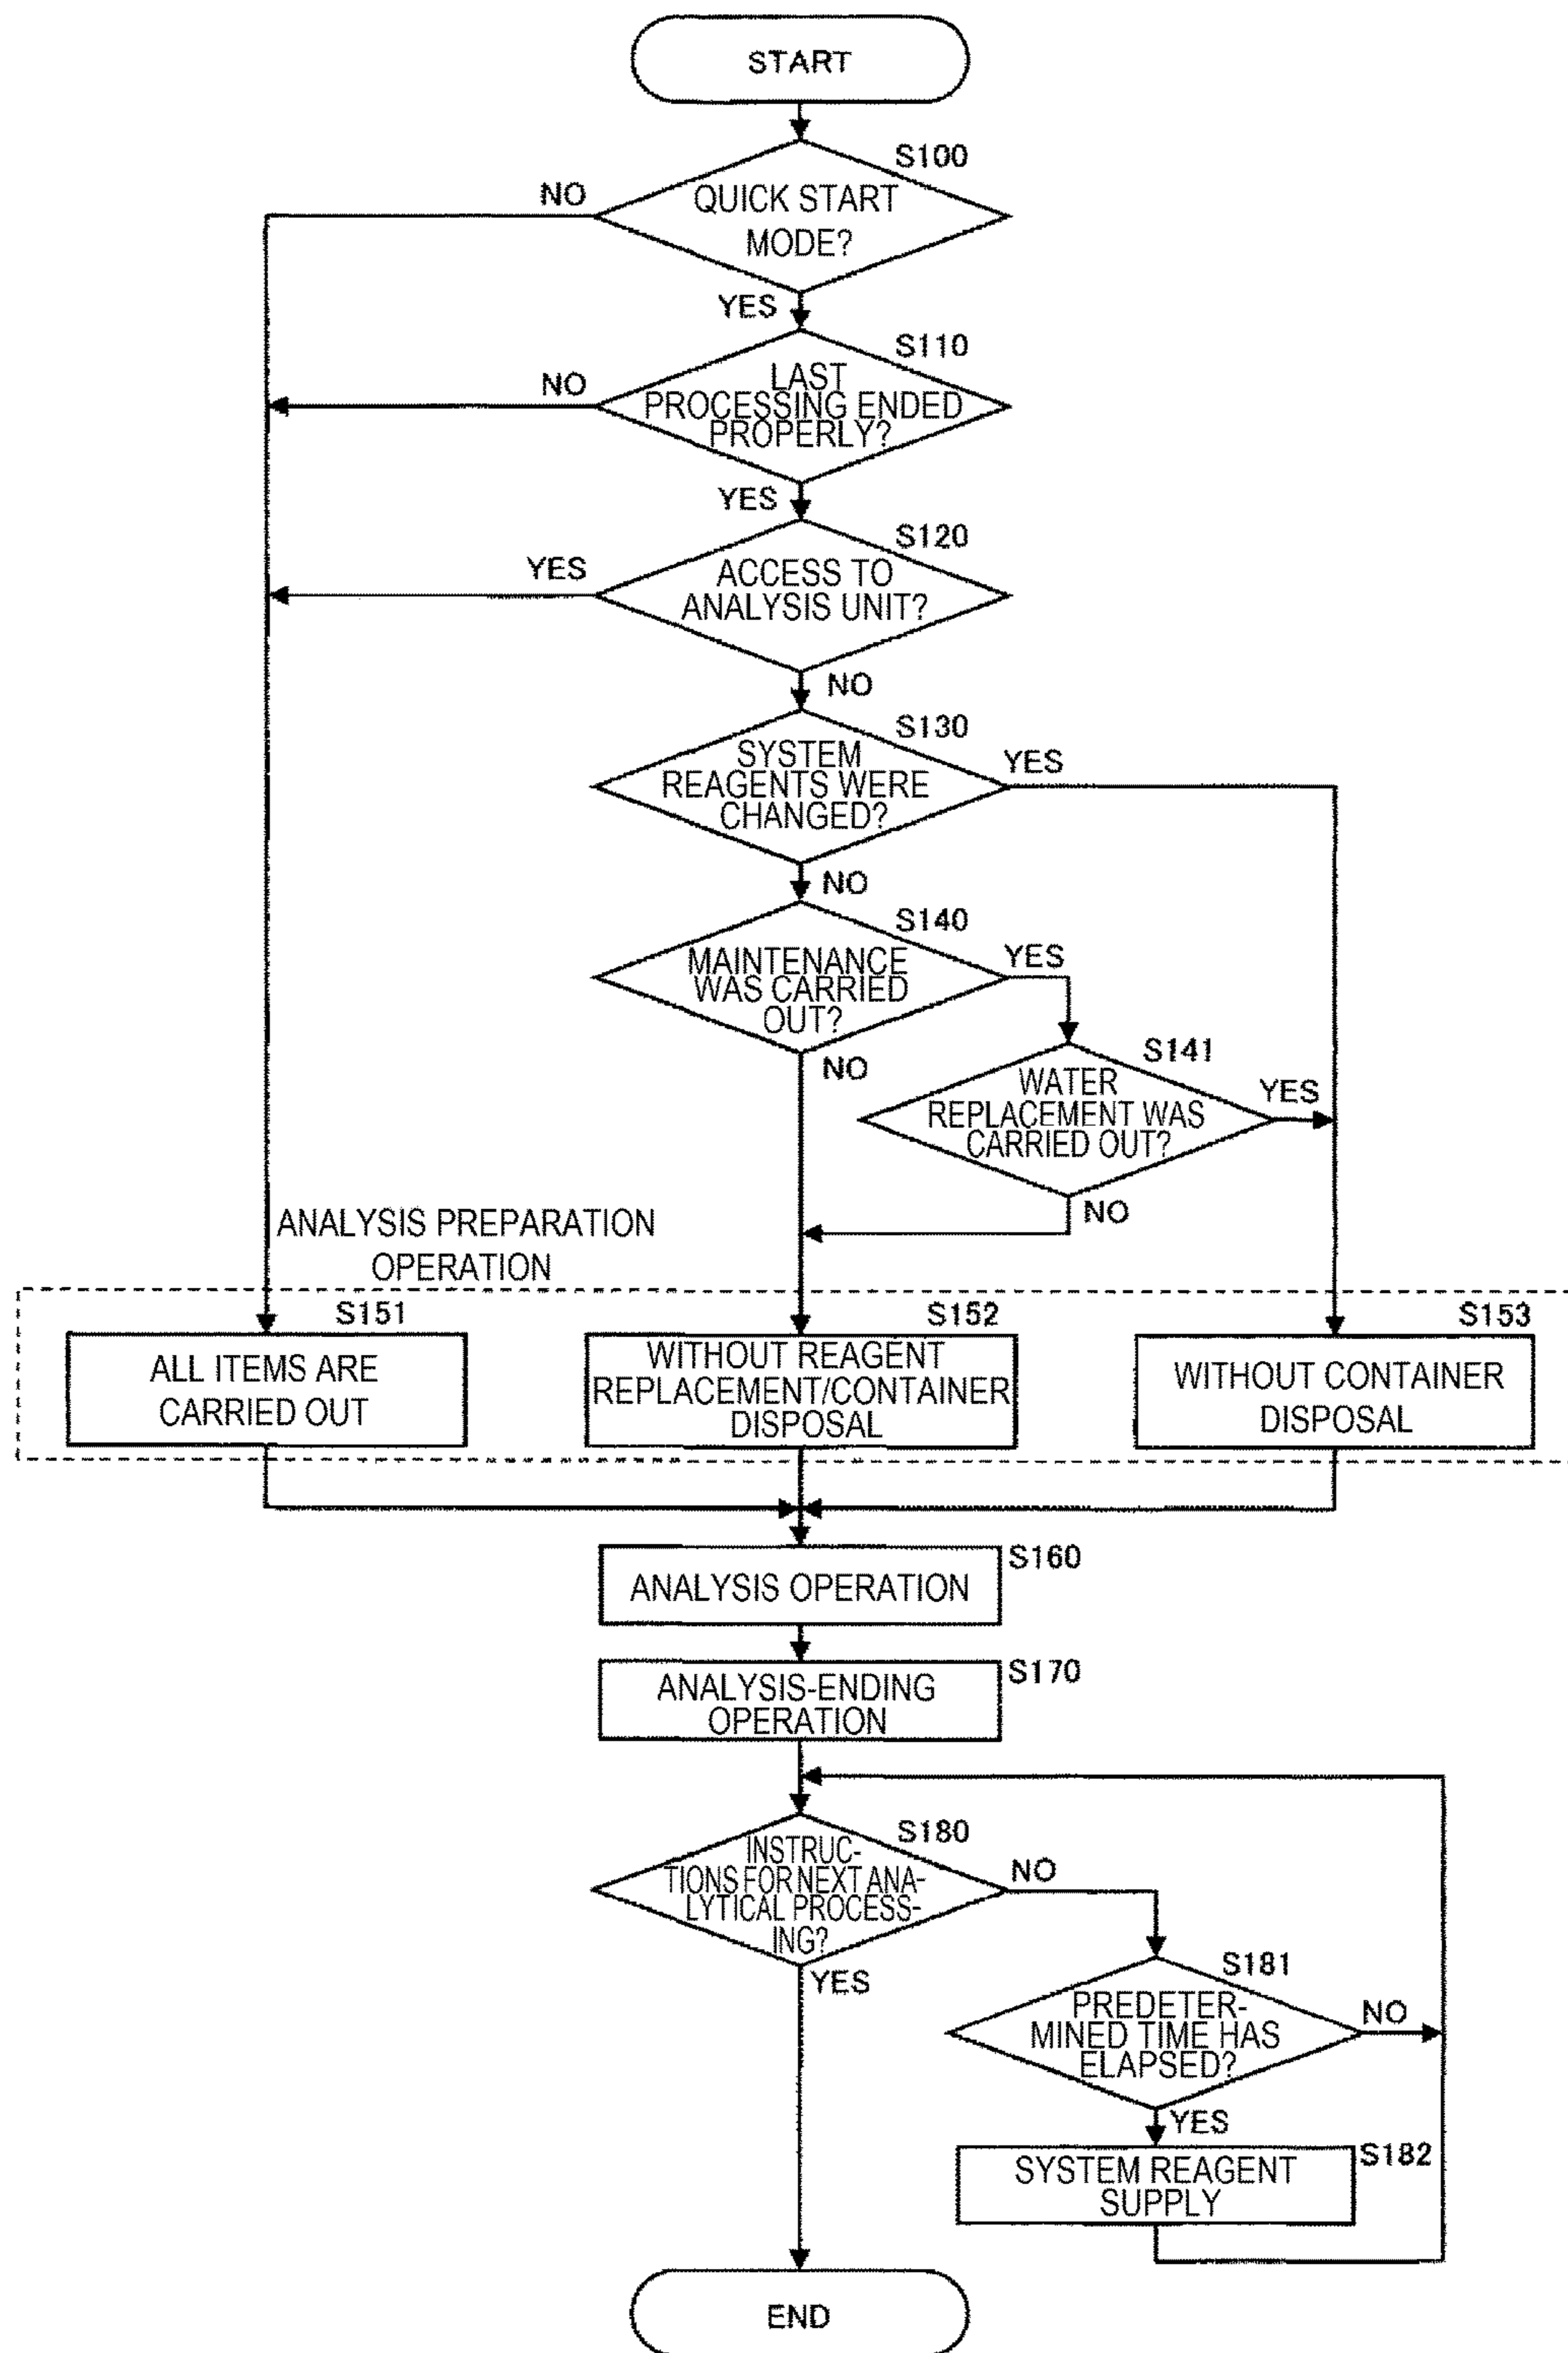 START
S100
NO
QUICK START
MODE?
YES
S110
NO
LAST
PROCESSING ENDED
PROPERLY?
YES
S120
YES
ACCESS TO
ANALYSIS UNIT?
NO
S130
SYSTEM
REAGENTS WERE
CHANGED?
YES
NO
S140
MAINTENANCE
WAS CARRIED
OUT?
YES
NO
S141
WATER
REPLACEMENT WAS
CARRIED OUT?
YES
NO
ANALYSIS PREPARATION
OPERATION
S151
ALL ITEMS ARE
CARRIED OUT
S152
WITHOUT REAGENT
REPLACEMENT/CONTAINER
DISPOSAL
S153
WITHOUT CONTAINER
DISPOSAL
S160
ANALYSIS OPERATION
S170
ANALYSIS-ENDING
OPERATION
S180
INSTRUC-
TIONS FOR NEXT ANA-
LYTICAL PROCESS-
ING?
NO
YES
S181
PREDETER-
MINED TIME HAS
ELAPSED?
NO
YES
S182
SYSTEM REAGENT
SUPPLY
END